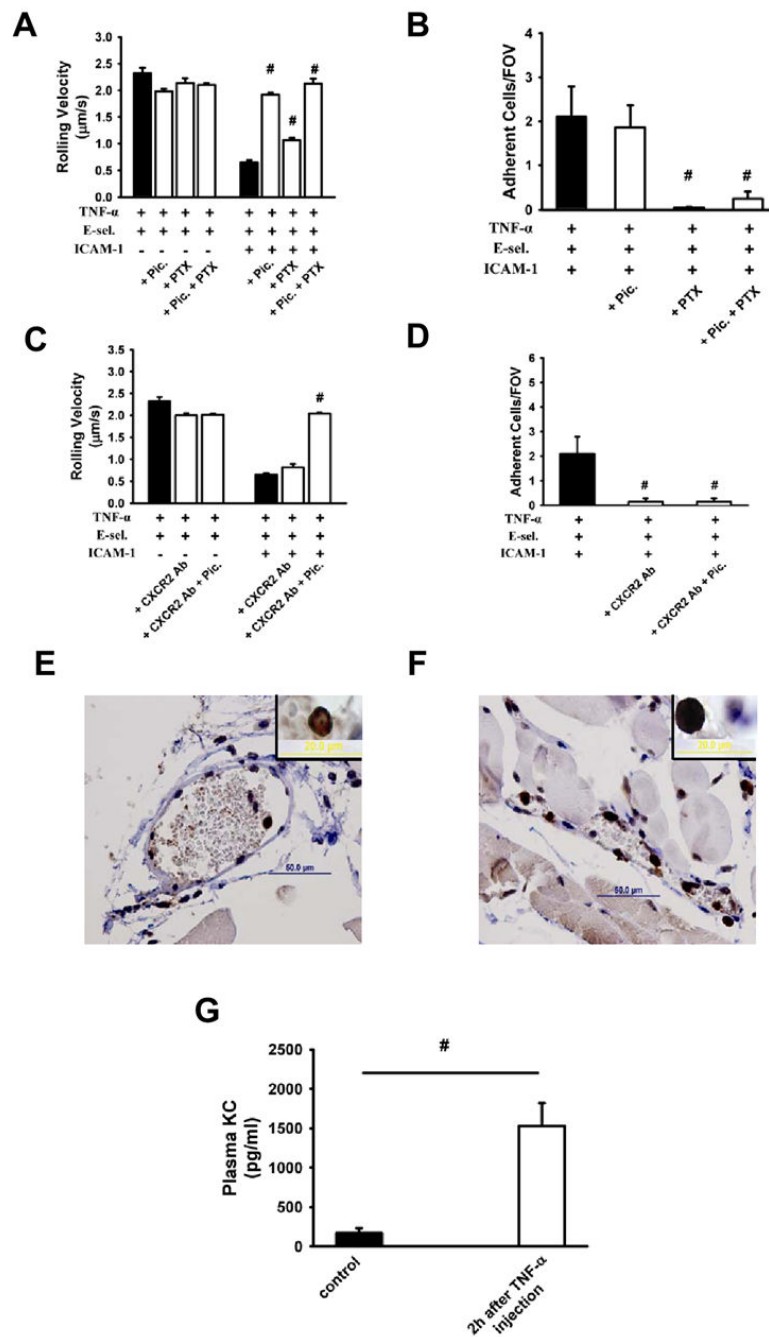 A
Rolling Velocity
(μm/s)
2.5
2.0
1.5
1.0
0.5
0.0
#
#
#
TNF-α + + + + + + + +
E-sel. + + + + + + + +
ICAM-1 - - - - + + + +
+ Pic.
+ PTX
+ Pic. + PTX
+ Pic.
+ PTX
+ Pic. + PTX
B
Adherent Cells/FOV
4
3
2
1
0
#
#
TNF-α + + + +
E-sel. + + + +
ICAM-1 + + + +
+ Pic.
+ PTX
+ Pic. + PTX
C
Rolling Velocity
(μm/s)
3.5
3.0
2.5
2.0
1.5
1.0
0.5
0.0
#
TNF-α + + + + + +
E-sel. + + + + + +
ICAM-1 - - - + + +
+ CXCR2 Ab
+ CXCR2 Ab + Pic.
+ CXCR2 Ab
+ CXCR2 Ab + Pic.
D
Adherent Cells/FOV
6
5
4
3
2
1
0
#
#
TNF-α + + +
E-sel. + + +
ICAM-1 + + +
+ CXCR2 Ab
+ CXCR2 Ab + Pic.
E
20.0 μm
50.0 μm
F
20.0 μm
50.0 μm
G
Plasma KC
(pg/ml)
2500
2000
1500
1000
500
0
#
control
2h after TNF-α
injection